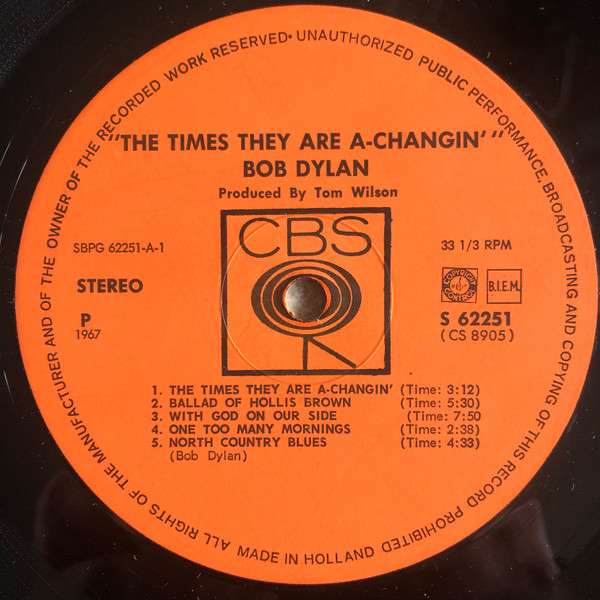 ALL RIGHTS OF THE MANUFACTURER AND OF THE OWNER OF THE RECORDED WORK RESERVED• UNAUTHORIZED PUBLIC PERFORMANCE, BROADCASTING AND COPYING OF THIS RECORD PROHIBITED
"THE TIMES THEY ARE A-CHANGIN'"
BOB DYLAN
Produced By Tom Wilson
CBS
SBPG 62251-A-1
33 1/3 RPM
STEREO
COPYRIGHT CONTROL
B.I.E.M.
P
1967
S 62251
(CS 8905)
1. THE TIMES THEY ARE A-CHANGIN' (Time: 3:12)
2. BALLAD OF HOLLIS BROWN (Time: 5:30)
3. WITH GOD ON OUR SIDE (Time: 7:50
4. ONE TOO MANY MORNINGS (Time: 2:38)
5. NORTH COUNTRY BLUES (Time: 4:33)
(Bob Dylan)
MADE IN HOLLAND